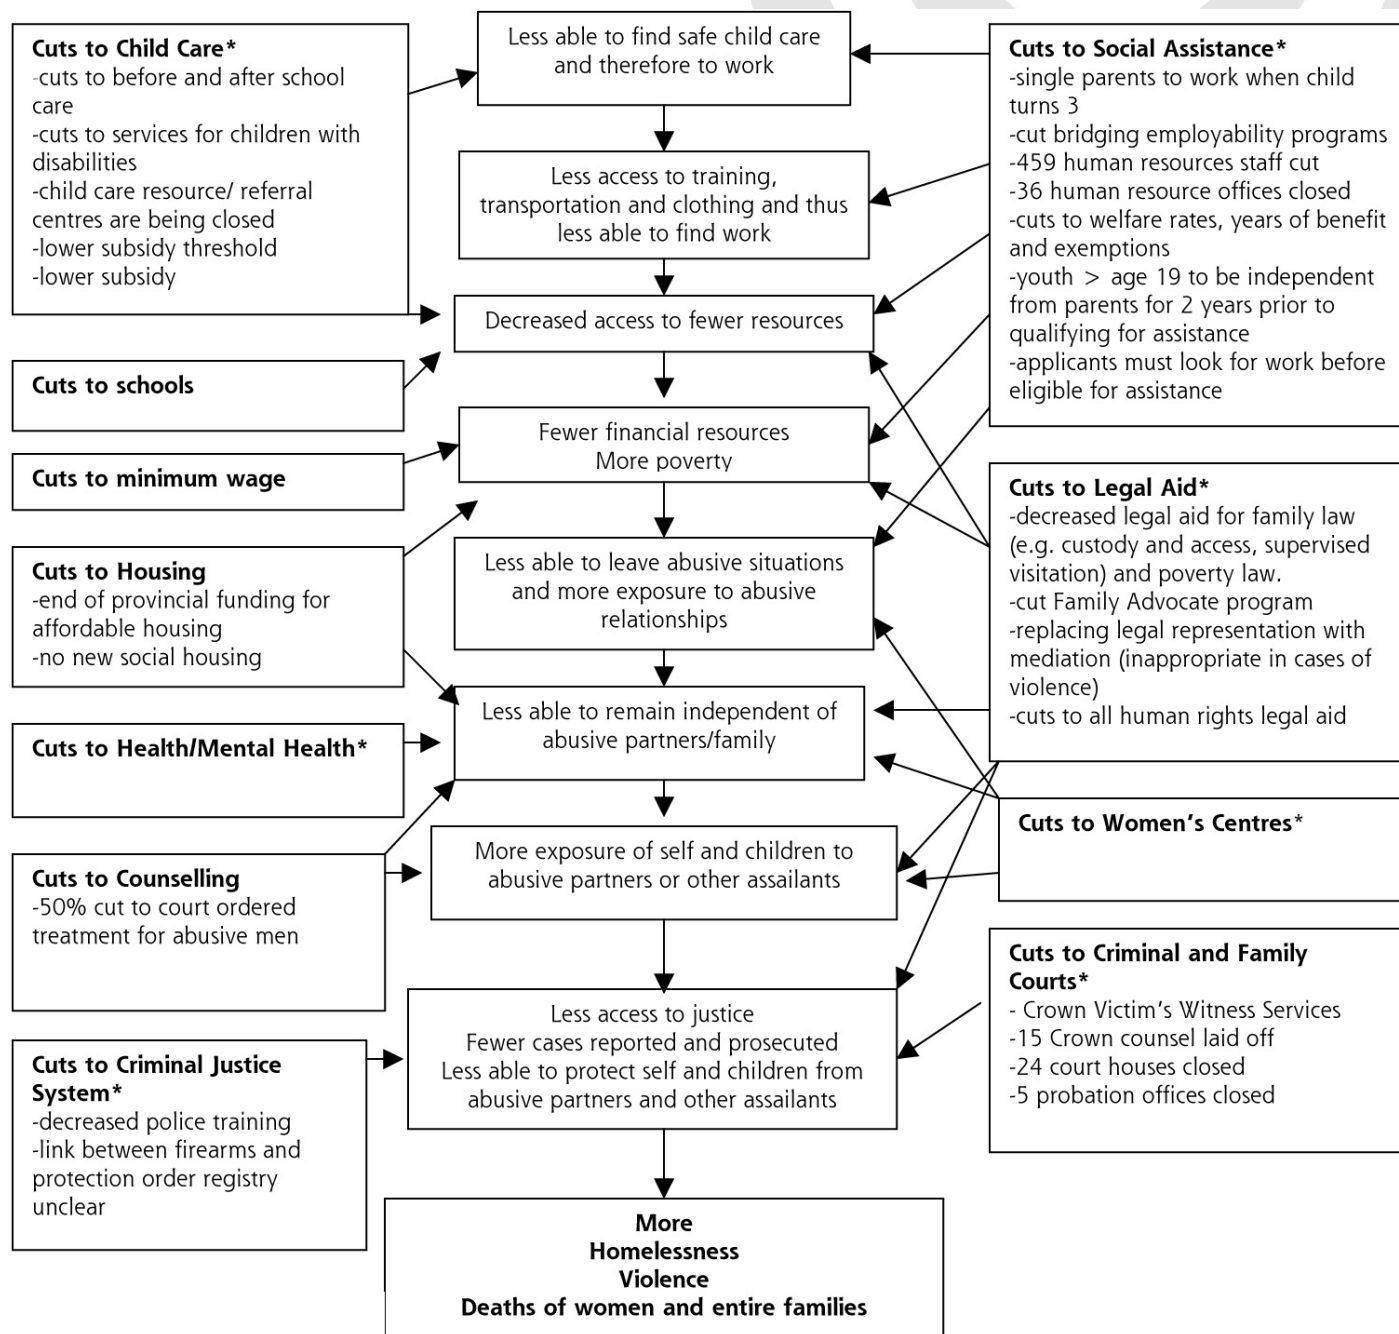 Cuts to Child Care*
-cuts to before and after school
care
-cuts to services for children with
disabilities
-child care resource/ referral
centres are being closed
-lower subsidy threshold
-lower subsidy
Cuts to schools
Cuts to minimum wage
Cuts to Housing
-end of provincial funding for
affordable housing
-no new social housing
Cuts to Health/Mental Health*
Cuts to Counselling
-50% cut to court ordered
treatment for abusive men
Cuts to Criminal Justice
System*
-decreased police training
-link between firearms and
protection order registry
unclear
Less able to find safe child care
and therefore to work
Less access to training,
transportation and clothing and thus
less able to find work
Decreased access to fewer resources
Fewer financial resources
More poverty
Less able to leave abusive situations
and more exposure to abusive
relationships
Less able to remain independent of
abusive partners/family
More exposure of self and children to
abusive partners or other assailants
Less access to justice
Fewer cases reported and prosecuted
Less able to protect self and children from
abusive partners and other assailants
More
Homelessness
Violence
Deaths of women and entire families
Cuts to Social Assistance*
-single parents to work when child
turns 3
-cut bridging employability programs
-459 human resources staff cut
-36 human resource offices closed
-cuts to welfare rates, years of benefit
and exemptions
-youth > age 19 to be independent
from parents for 2 years prior to
qualifying for assistance
-applicants must look for work before
eligible for assistance
Cuts to Legal Aid*
-decreased legal aid for family law
(e.g. custody and access, supervised
visitation) and poverty law.
-cut Family Advocate program
-replacing legal representation with
mediation (inappropriate in cases of
violence)
-cuts to all human rights legal aid
Cuts to Women's Centres*
Cuts to Criminal and Family
Courts*
- Crown Victim's Witness Services
-15 Crown counsel laid off
-24 court houses closed
-5 probation offices closed